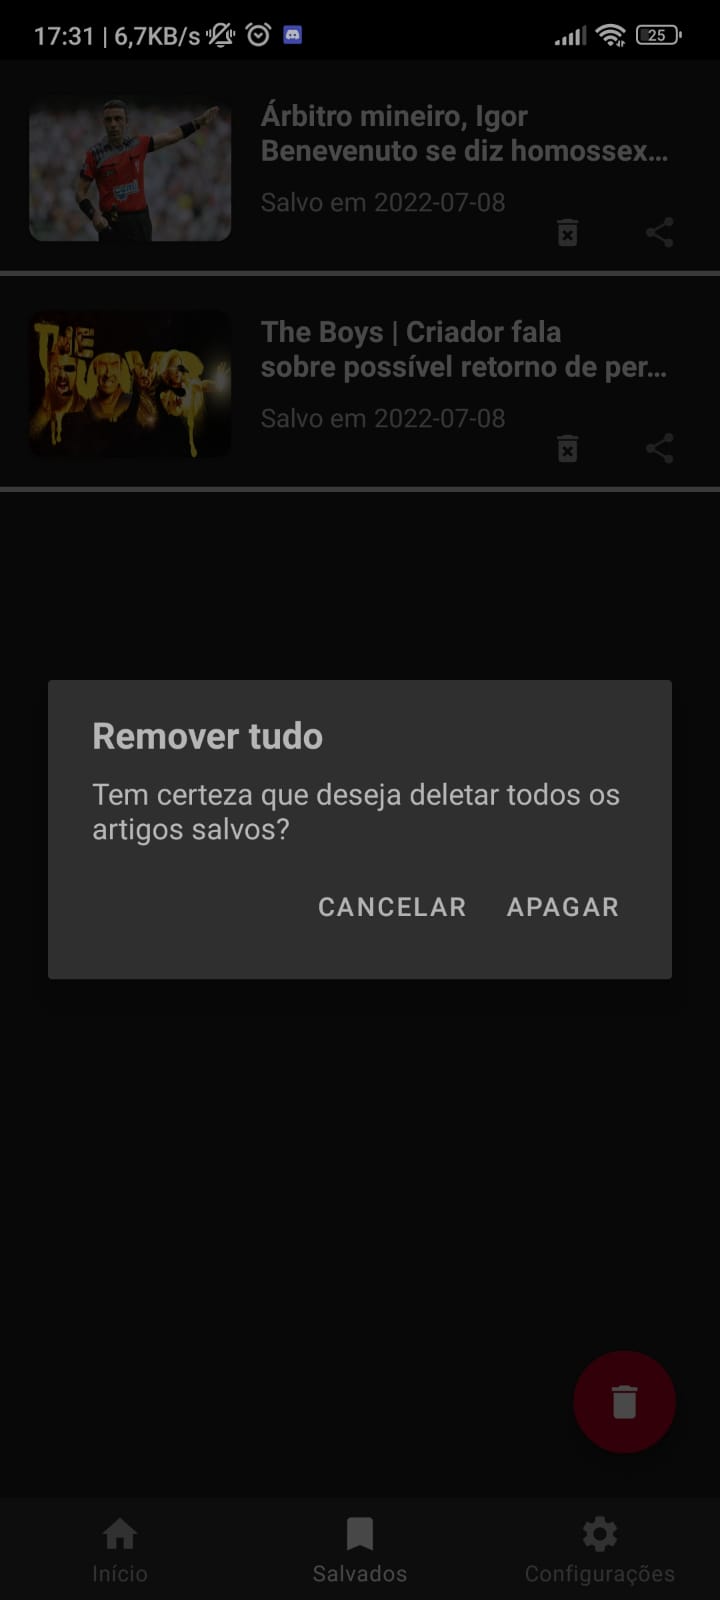 17:31 | 6,7KB/s
25
Árbitro mineiro, Igor
Benevenuto se diz homossex...
Salvo em 2022-07-08
THE
BOYS
The Boys | Criador fala
sobre possível retorno de per...
Salvo em 2022-07-08
Remover tudo
Tem certeza que deseja deletar todos os
artigos salvos?
CANCELAR APAGAR
Início Salvados Configurações